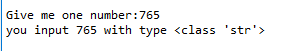 Give me one number:765
you input 765 with type <class 'str'>